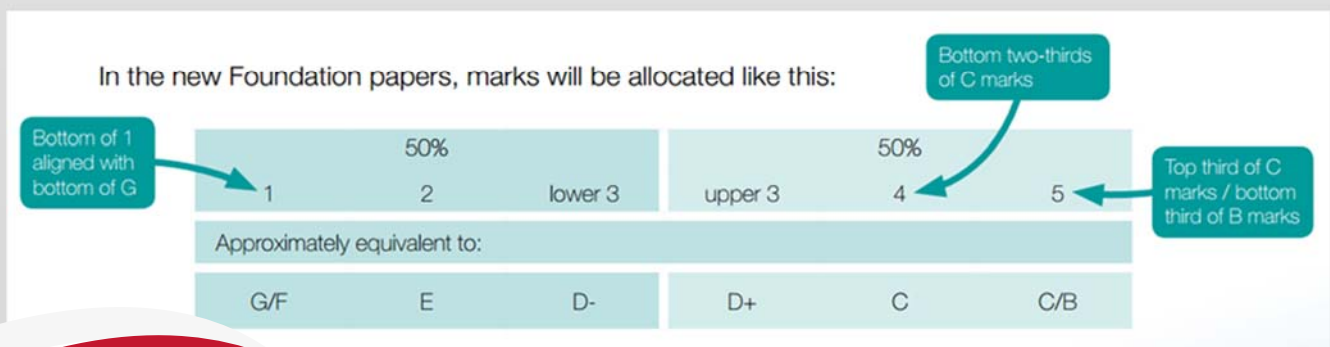 In the new Foundation papers, marks will be allocated like this:
Bottom two-thirds
of C marks
Bottom of 1
aligned with
bottom of G
50%
50%
1
2
lower 3
upper 3
4
5
Top third of C
marks / bottom
third of B marks
Approximately equivalent to:
G/F
E
D-
D+
C
C/B